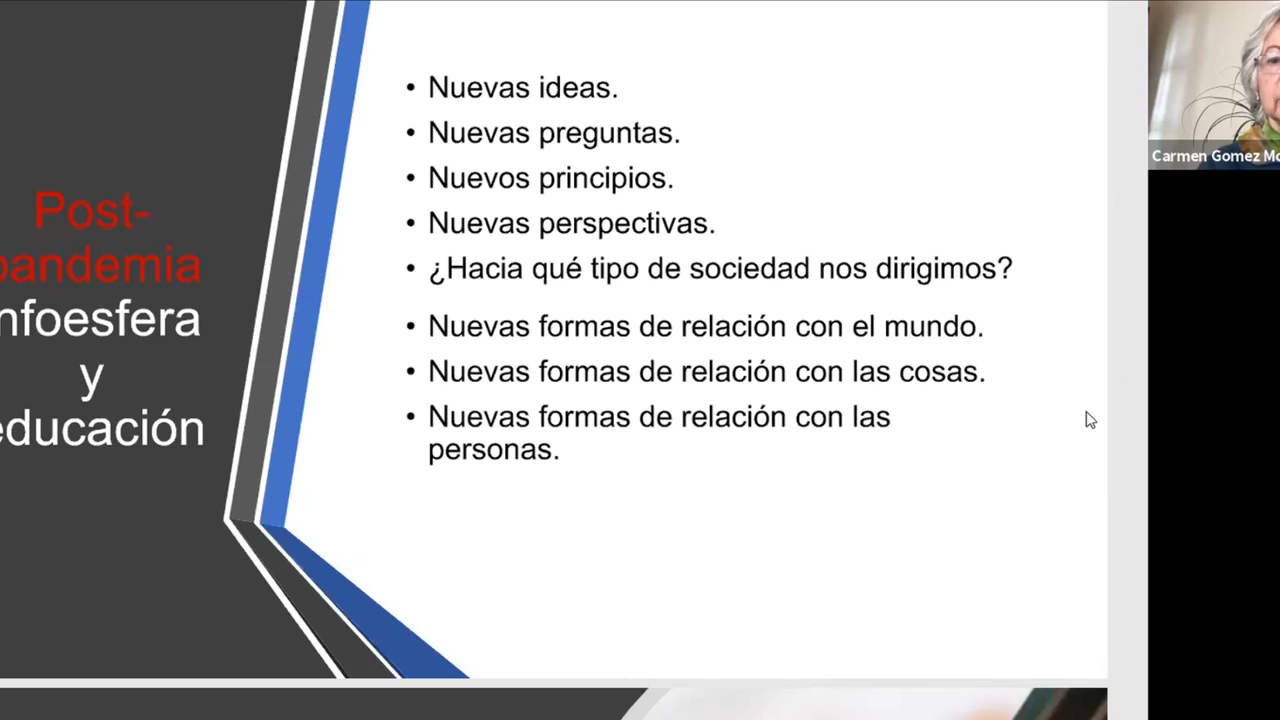 Post-
pandemia
nfoesfera
y
educación
Nuevas ideas.
Nuevas preguntas.
Nuevos principios.
Nuevas perspectivas.
¿Hacia qué tipo de sociedad nos dirigimos?
Nuevas formas de relación con el mundo.
Nuevas formas de relación con las cosas.
Nuevas formas de relación con las
personas.
Carmen Gomez Mo